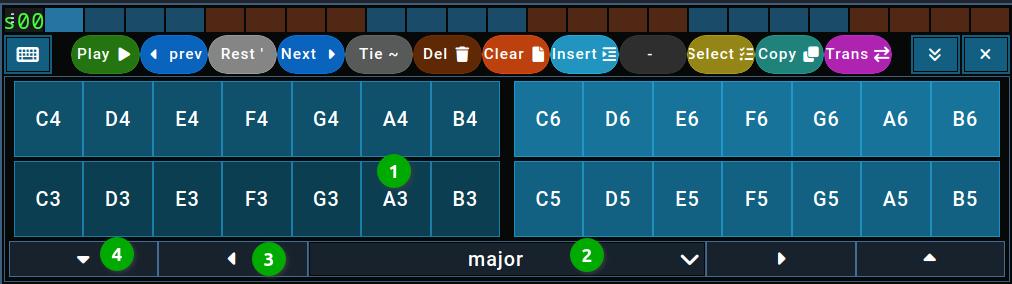 s00
Play prev Rest ' Next Tie ~ Del Clear Insert - Select Copy Trans
C4 D4 E4 F4 G4 A4 B4 C6 D6 E6 F6 G6 A6 B6
1
C3 D3 E3 F3 G3 A3 B3 C5 D5 E5 F5 G5 A5 B5
4 3 major 2